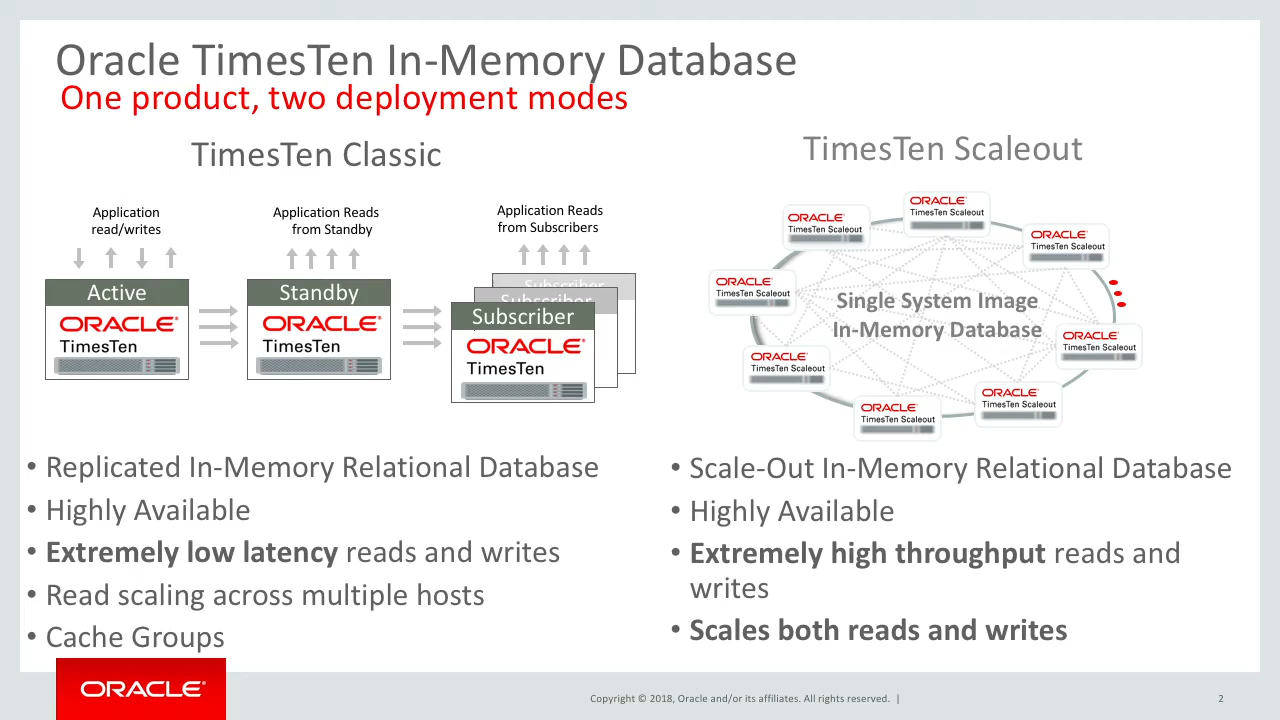 Oracle TimesTen In-Memory Database
One product, two deployment modes
TimesTen Classic
Application
read/writes
Application Reads
from Standby
Application Reads
from Subscribers
Active
ORACLE®
TimesTen
Standby
ORACLE®
TimesTen
Subscriber
Subscriber
Subscriber
ORACLE®
TimesTen
• Replicated In-Memory Relational Database
• Highly Available
• Extremely low latency reads and writes
• Read scaling across multiple hosts
• Cache Groups
TimesTen Scaleout
ORACLE®
TimesTen Scaleout
ORACLE®
TimesTen Scaleout
ORACLE®
TimesTen Scaleout
ORACLE®
TimesTen Scaleout
Single System Image
In-Memory Database
ORACLE®
TimesTen Scaleout
ORACLE®
TimesTen Scaleout
ORACLE®
TimesTen Scaleout
ORACLE®
TimesTen Scaleout
• Scale-Out In-Memory Relational Database
• Highly Available
• Extremely high throughput reads and
writes
• Scales both reads and writes
ORACLE®
Copyright © 2018, Oracle and/or its affiliates. All rights reserved. |
2